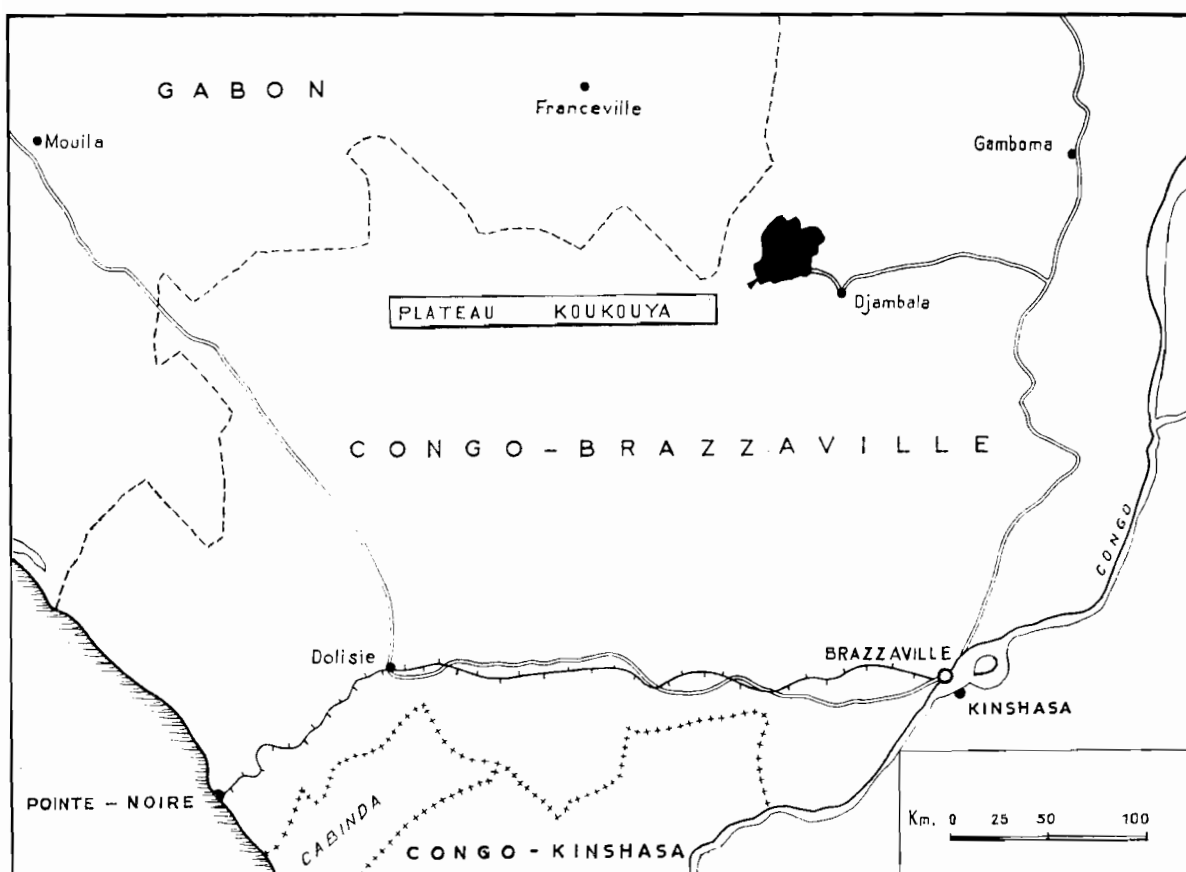 GABON
Franceville
Mouila
Gamboma
Djambala
PLATEAU KOUKOUYA
CONGO-BRAZZAVILLE
CONGO
Dolisie
BRAZZAVILLE
KINSHASA
POINTE-NOIRE
CABINDA
CONGO-KINSHASA
Km. 0 25 50 100